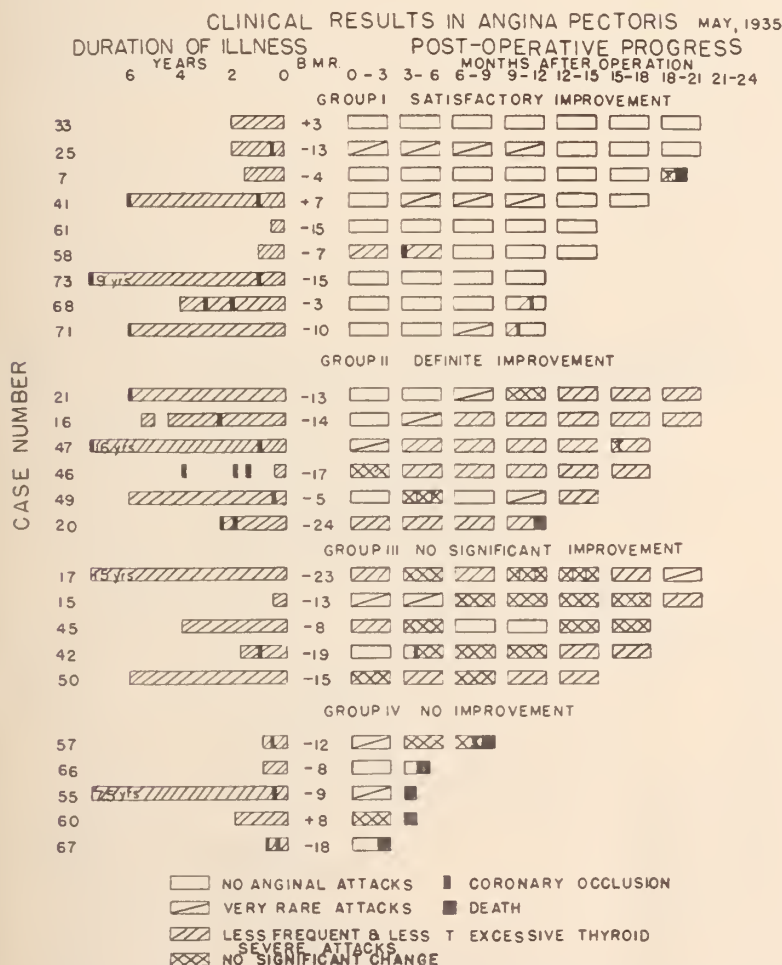 CLINICAL RESULTS IN ANGINA PECTORIS MAY, 1935
DURATION OF ILLNESS POST-OPERATIVE PROGRESS
YEARS B M R. MONTHS AFTER OPERATION
6 4 2 0 0-3 3-6 6-9 9-12 12-15 15-18 18-21 21-24
GROUP I SATISFACTORY IMPROVEMENT
33 +3
25 -13
7 -4
41 +7
61 -15
58 -7
73 9 yrs -15
68 -3
71 -10
GROUP II DEFINITE IMPROVEMENT
CASE NUMBER
21 -13
16 -14
47 16 yrs
46 -17
49 -5
20 -24
GROUP III NO SIGNIFICANT IMPROVEMENT
17 15 yrs -23
15 -13
45 -8
42 -19
50 -15
GROUP IV NO IMPROVEMENT
57 -12
66 -8
55 yrs -9
60 +8
67 -18
NO ANGINAL ATTACKS CORONARY OCCLUSION
VERY RARE ATTACKS DEATH
LESS FREQUENT & LESS T EXCESSIVE THYROID
SEVERE ATTACKS
NO SIGNIFICANT CHANGE